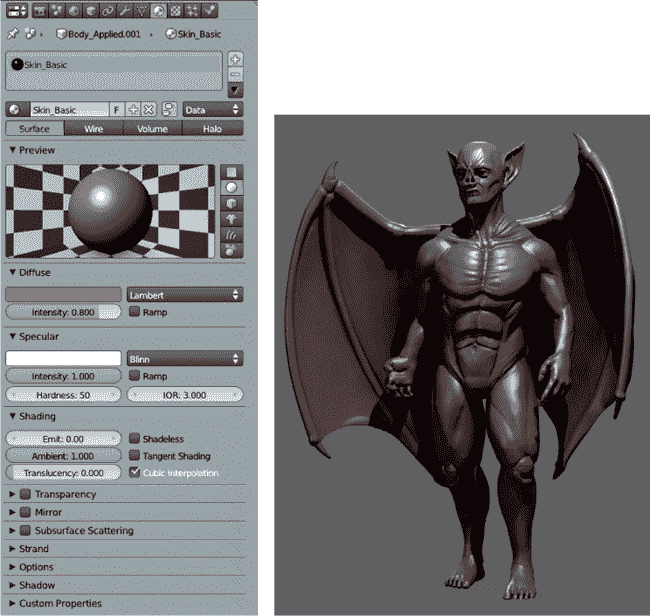 Body_Applied.001 Skin_Basic
Skin_Basic
Skin_Basic F Data
Surface Wire Volume Halo
Preview
Diffuse
Lambert
Intensity: 0.800 Ramp
Specular
Blinn
Intensity: 1.000 Ramp
Hardness: 50 IOR: 3.000
Shading
Emit: 0.00 Shadeless
Ambient: 1.000 Tangent Shading
Translucency: 0.000 Cubic Interpolation
Transparency
Mirror
Subsurface Scattering
Strand
Options
Shadow
Custom Properties